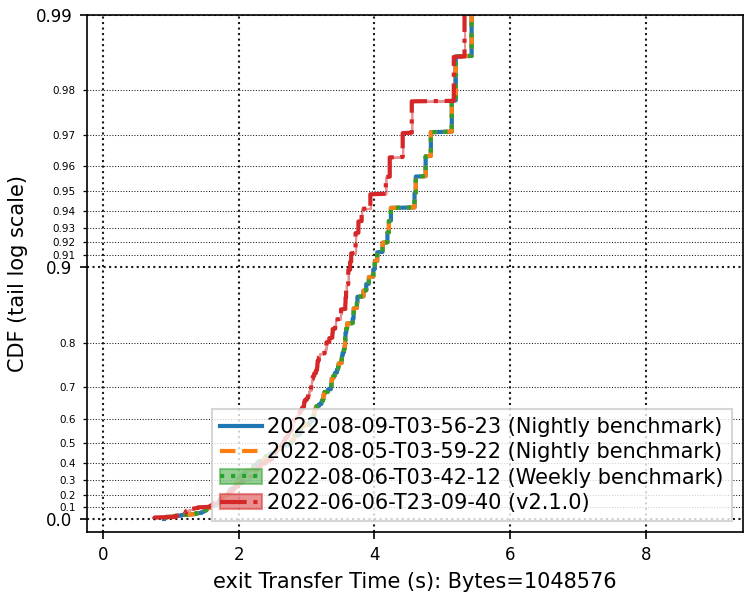 0.99
0.98
0.97
0.96
0.95
0.94
0.93
0.92
0.91
0.9
0.8
0.7
0.6
0.5
0.4
0.3
0.2
0.1
0.0
CDF (tail log scale)
2022-08-09-T03-56-23 (Nightly benchmark)
2022-08-05-T03-59-22 (Nightly benchmark)
2022-08-06-T03-42-12 (Weekly benchmark)
2022-06-06-T23-09-40 (v2.1.0)
0 2 4 6 8
exit Transfer Time (s): Bytes=1048576